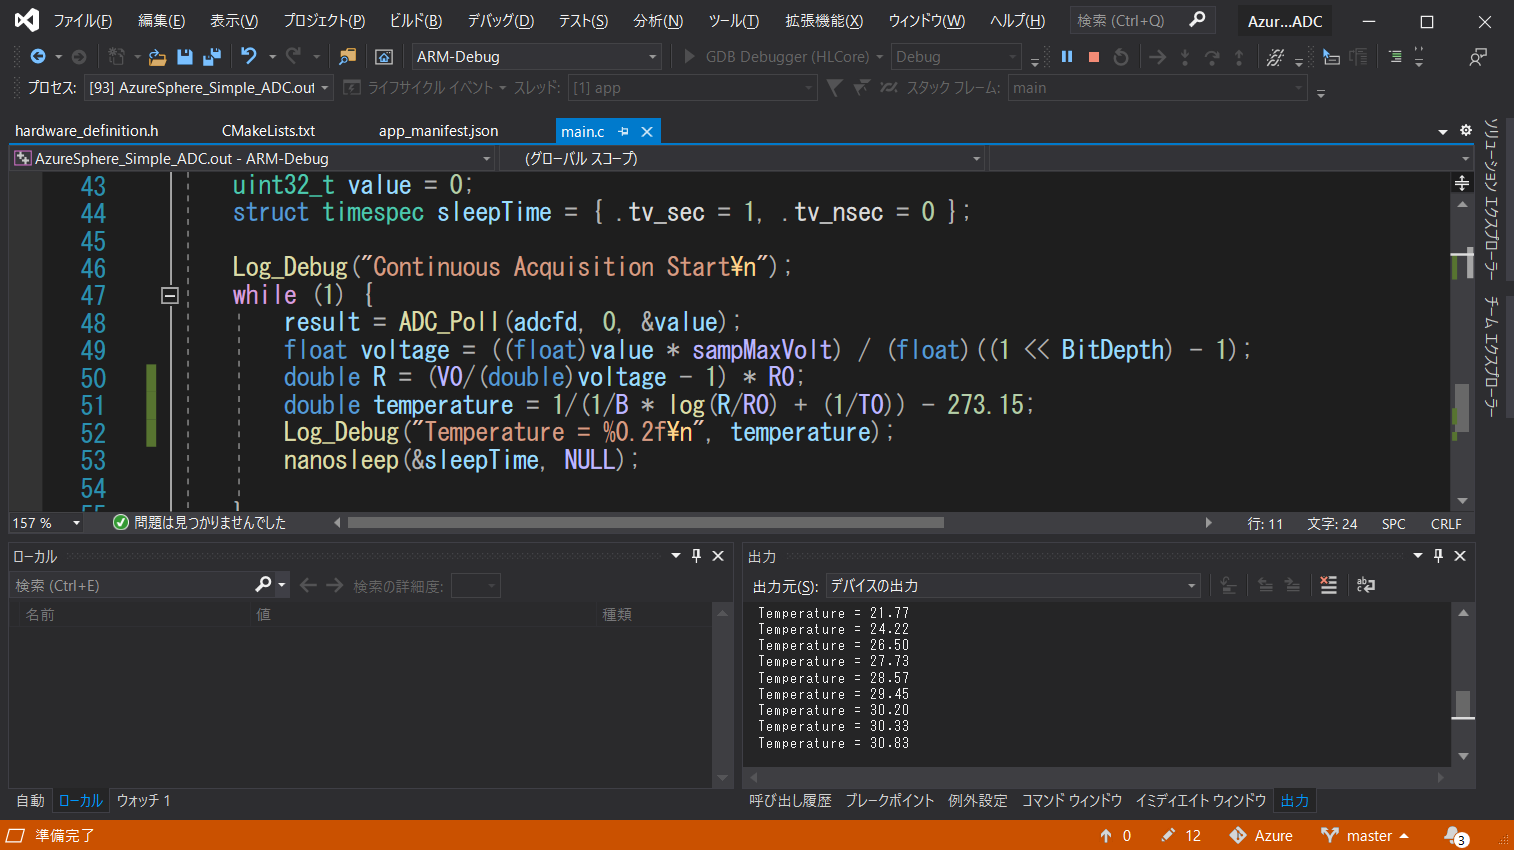 ファイル(F) 編集(E) 表示(V) プロジェクト(P) ビルド(B) デバッグ(D) テスト(S) 分析(N) ツール(T) 拡張機能(X) ウィンドウ(W) ヘルプ(H) 検索 (Ctrl+Q) Azur...ADC
ARM-Debug GDB Debugger (HLCore) Debug
プロセス: [93] AzureSphere_Simple_ADC.out ライフサイクル イベント スレッド: [1] app スタック フレーム: main
hardware_definition.h CMakeLists.txt app_manifest.json main.c
AzureSphere_Simple_ADC.out - ARM-Debug (グローバル スコープ)
43 uint32_t value = 0;
44 struct timespec sleepTime = { .tv_sec = 1, .tv_nsec = 0 };
45
46 Log_Debug("Continuous Acquisition Start¥n");
47 while (1) {
48 result = ADC_Poll(adcfd, 0, &value);
49 float voltage = ((float)value * sampMaxVolt) / (float)((1 << BitDepth) - 1);
50 double R = (V0/(double)voltage - 1) * R0;
51 double temperature = 1/(1/B * log(R/R0) + (1/T0)) - 273.15;
52 Log_Debug("Temperature = %0.2f¥n", temperature);
53 nanosleep(&sleepTime, NULL);
54
55 }
157 % 問題は見つかりませんでした 行: 11 文字: 24 SPC CRLF
ソリューション エクスプローラー
チーム エクスプローラー
ローカル
検索 (Ctrl+E) 検索の詳細度:
名前 値 種類
自動 ローカル ウォッチ 1
出力
出力元(S): デバイスの出力
Temperature = 21.77
Temperature = 24.22
Temperature = 26.50
Temperature = 27.73
Temperature = 28.57
Temperature = 29.45
Temperature = 30.20
Temperature = 30.33
Temperature = 30.83
呼び出し履歴 ブレークポイント 例外設定 コマンド ウィンドウ イミディエイト ウィンドウ 出力
準備完了 0 12 Azure master 3